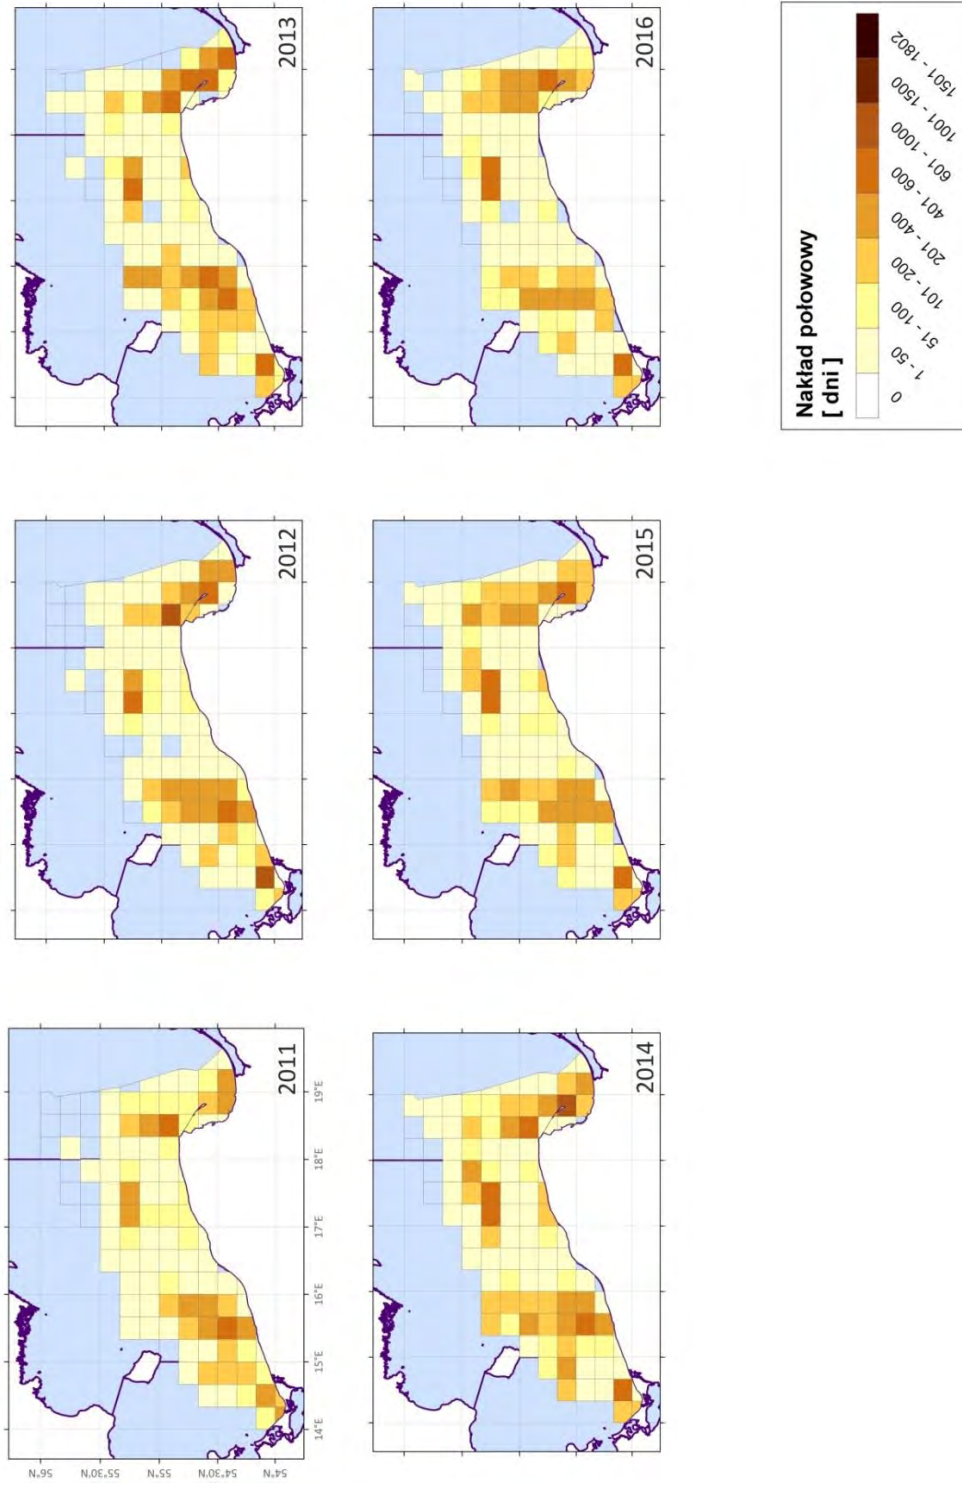 2011
2012
2013
56°N
55°30'N
55°N
54°30'N
54°N
14°E
15°E
16°E
17°E
18°E
19°E
2014
2015
2016
Nakład połowowy
[ dni ]
0
1 - 50
51 - 100
101 - 200
201 - 400
401 - 600
601 - 1000
1001 - 1500
1501 - 1802